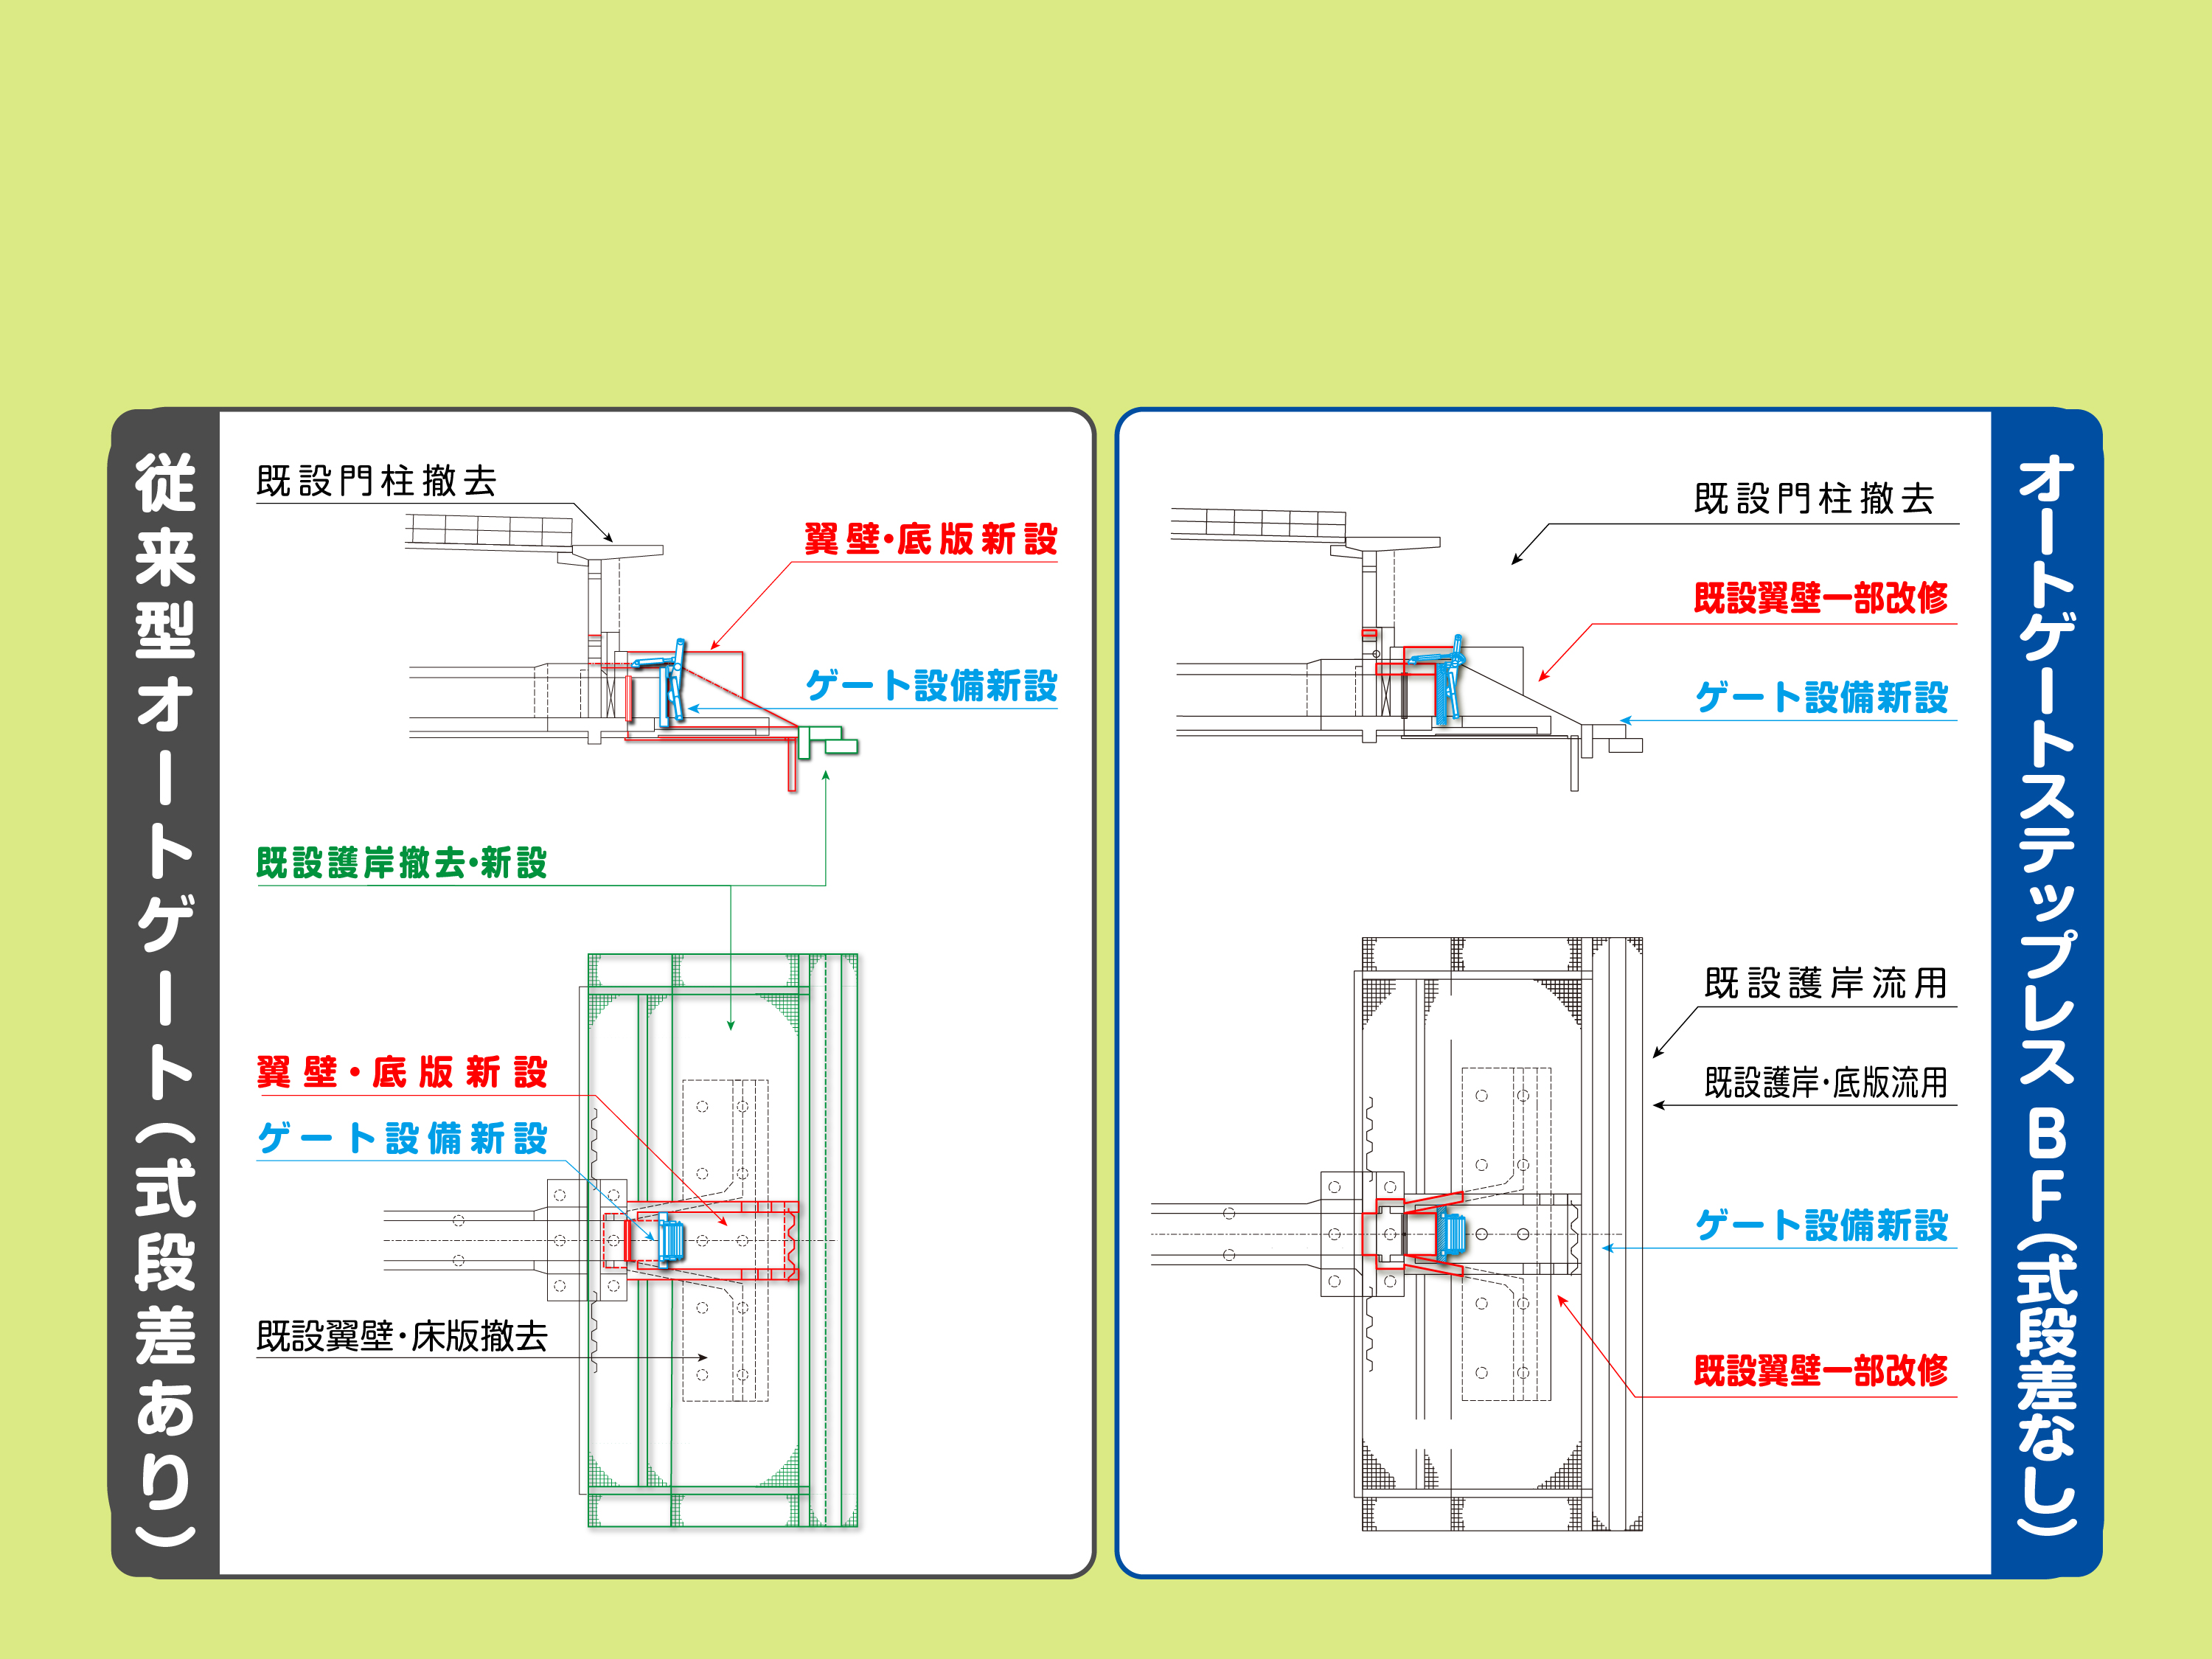 従来型オートゲート（式段差あり）
既設門柱撤去
翼壁・底版新設
ゲート設備新設
既設護岸撤去・新設
翼壁・底版新設
ゲート設備新設
既設翼壁・床版撤去
オートゲートステップレスBF（式段差なし）
既設門柱撤去
既設翼壁一部改修
ゲート設備新設
既設護岸流用
既設護岸・底版流用
ゲート設備新設
既設翼壁一部改修